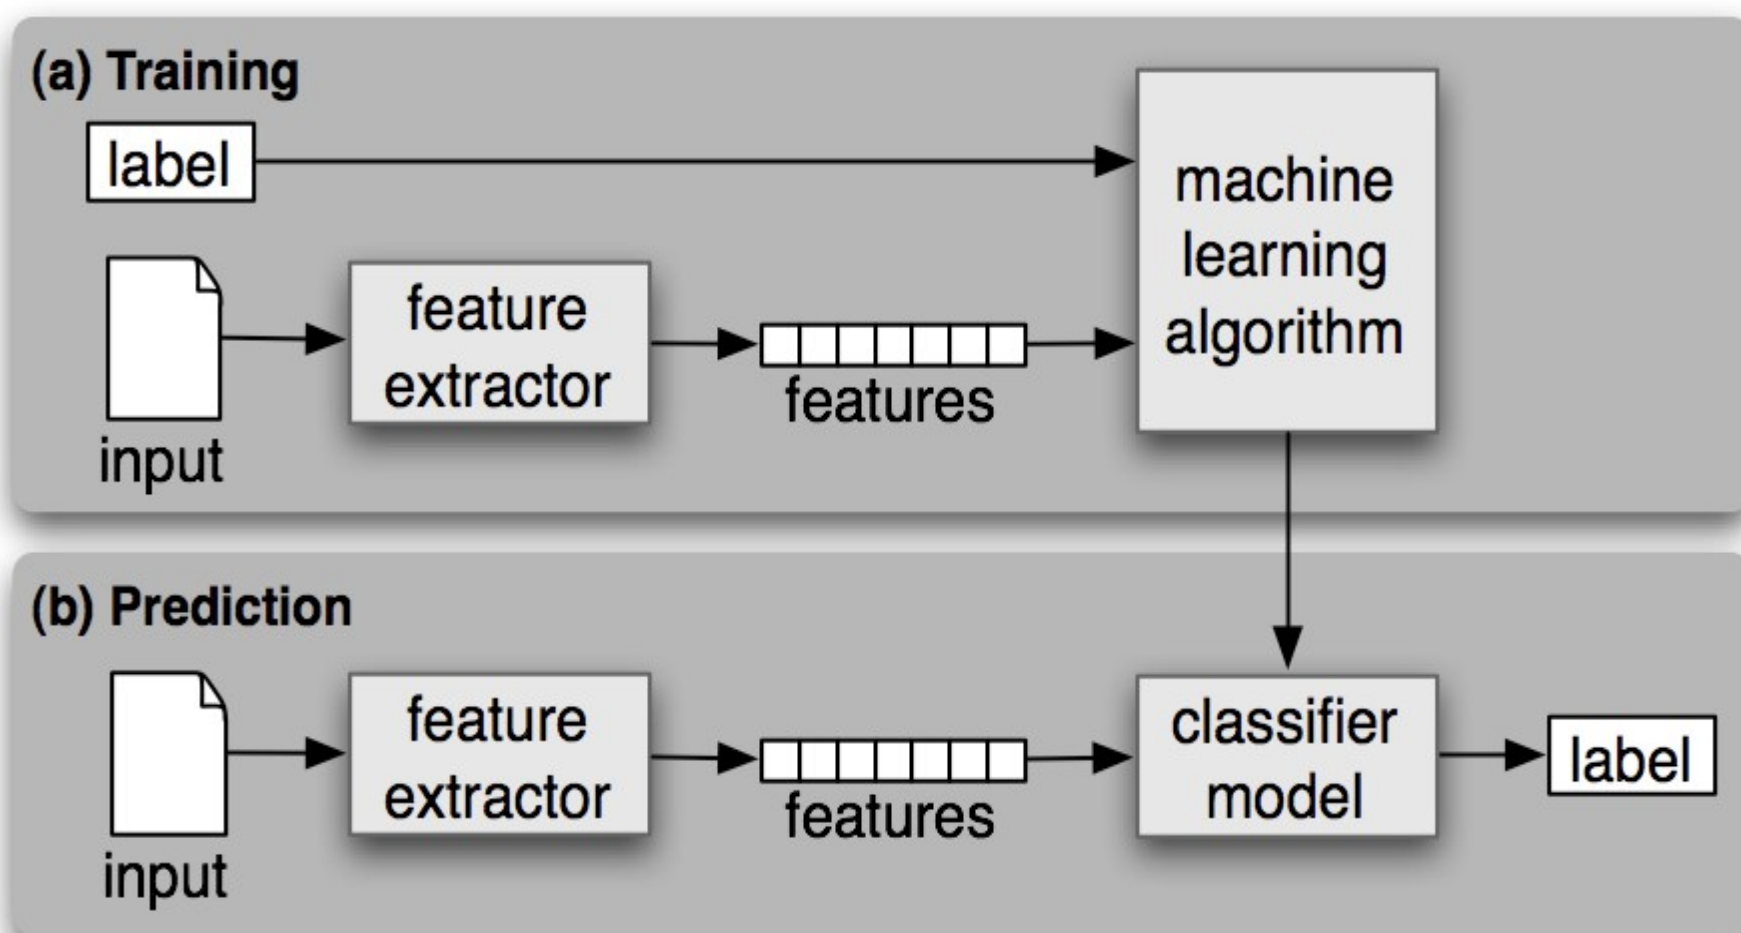 (a) Training
label
machine
learning
algorithm
feature
extractor
features
input
(b) Prediction
feature
extractor
features
classifier
model
label
input